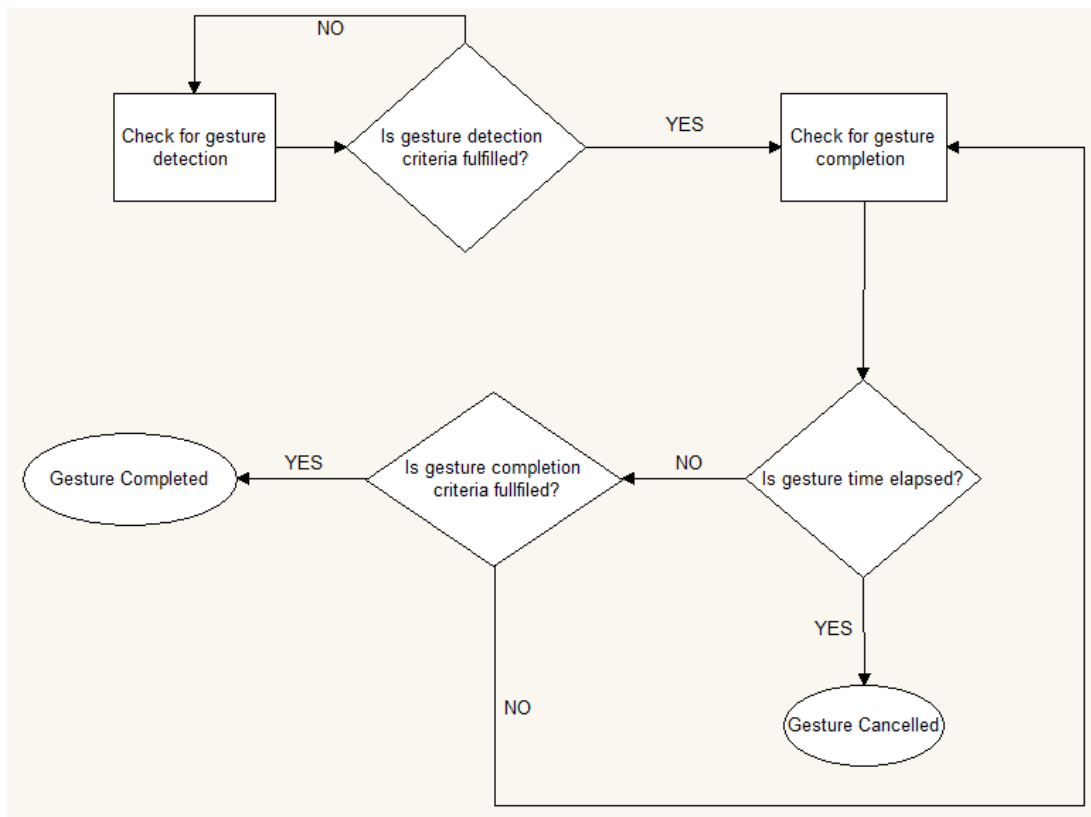 NO
Check for gesture
detection
Is gesture detection
criteria fulfilled?
YES
Check for gesture
completion
Gesture Completed
YES
Is gesture completion
criteria fullfiled?
NO
Is gesture time elapsed?
YES
NO
Gesture Cancelled